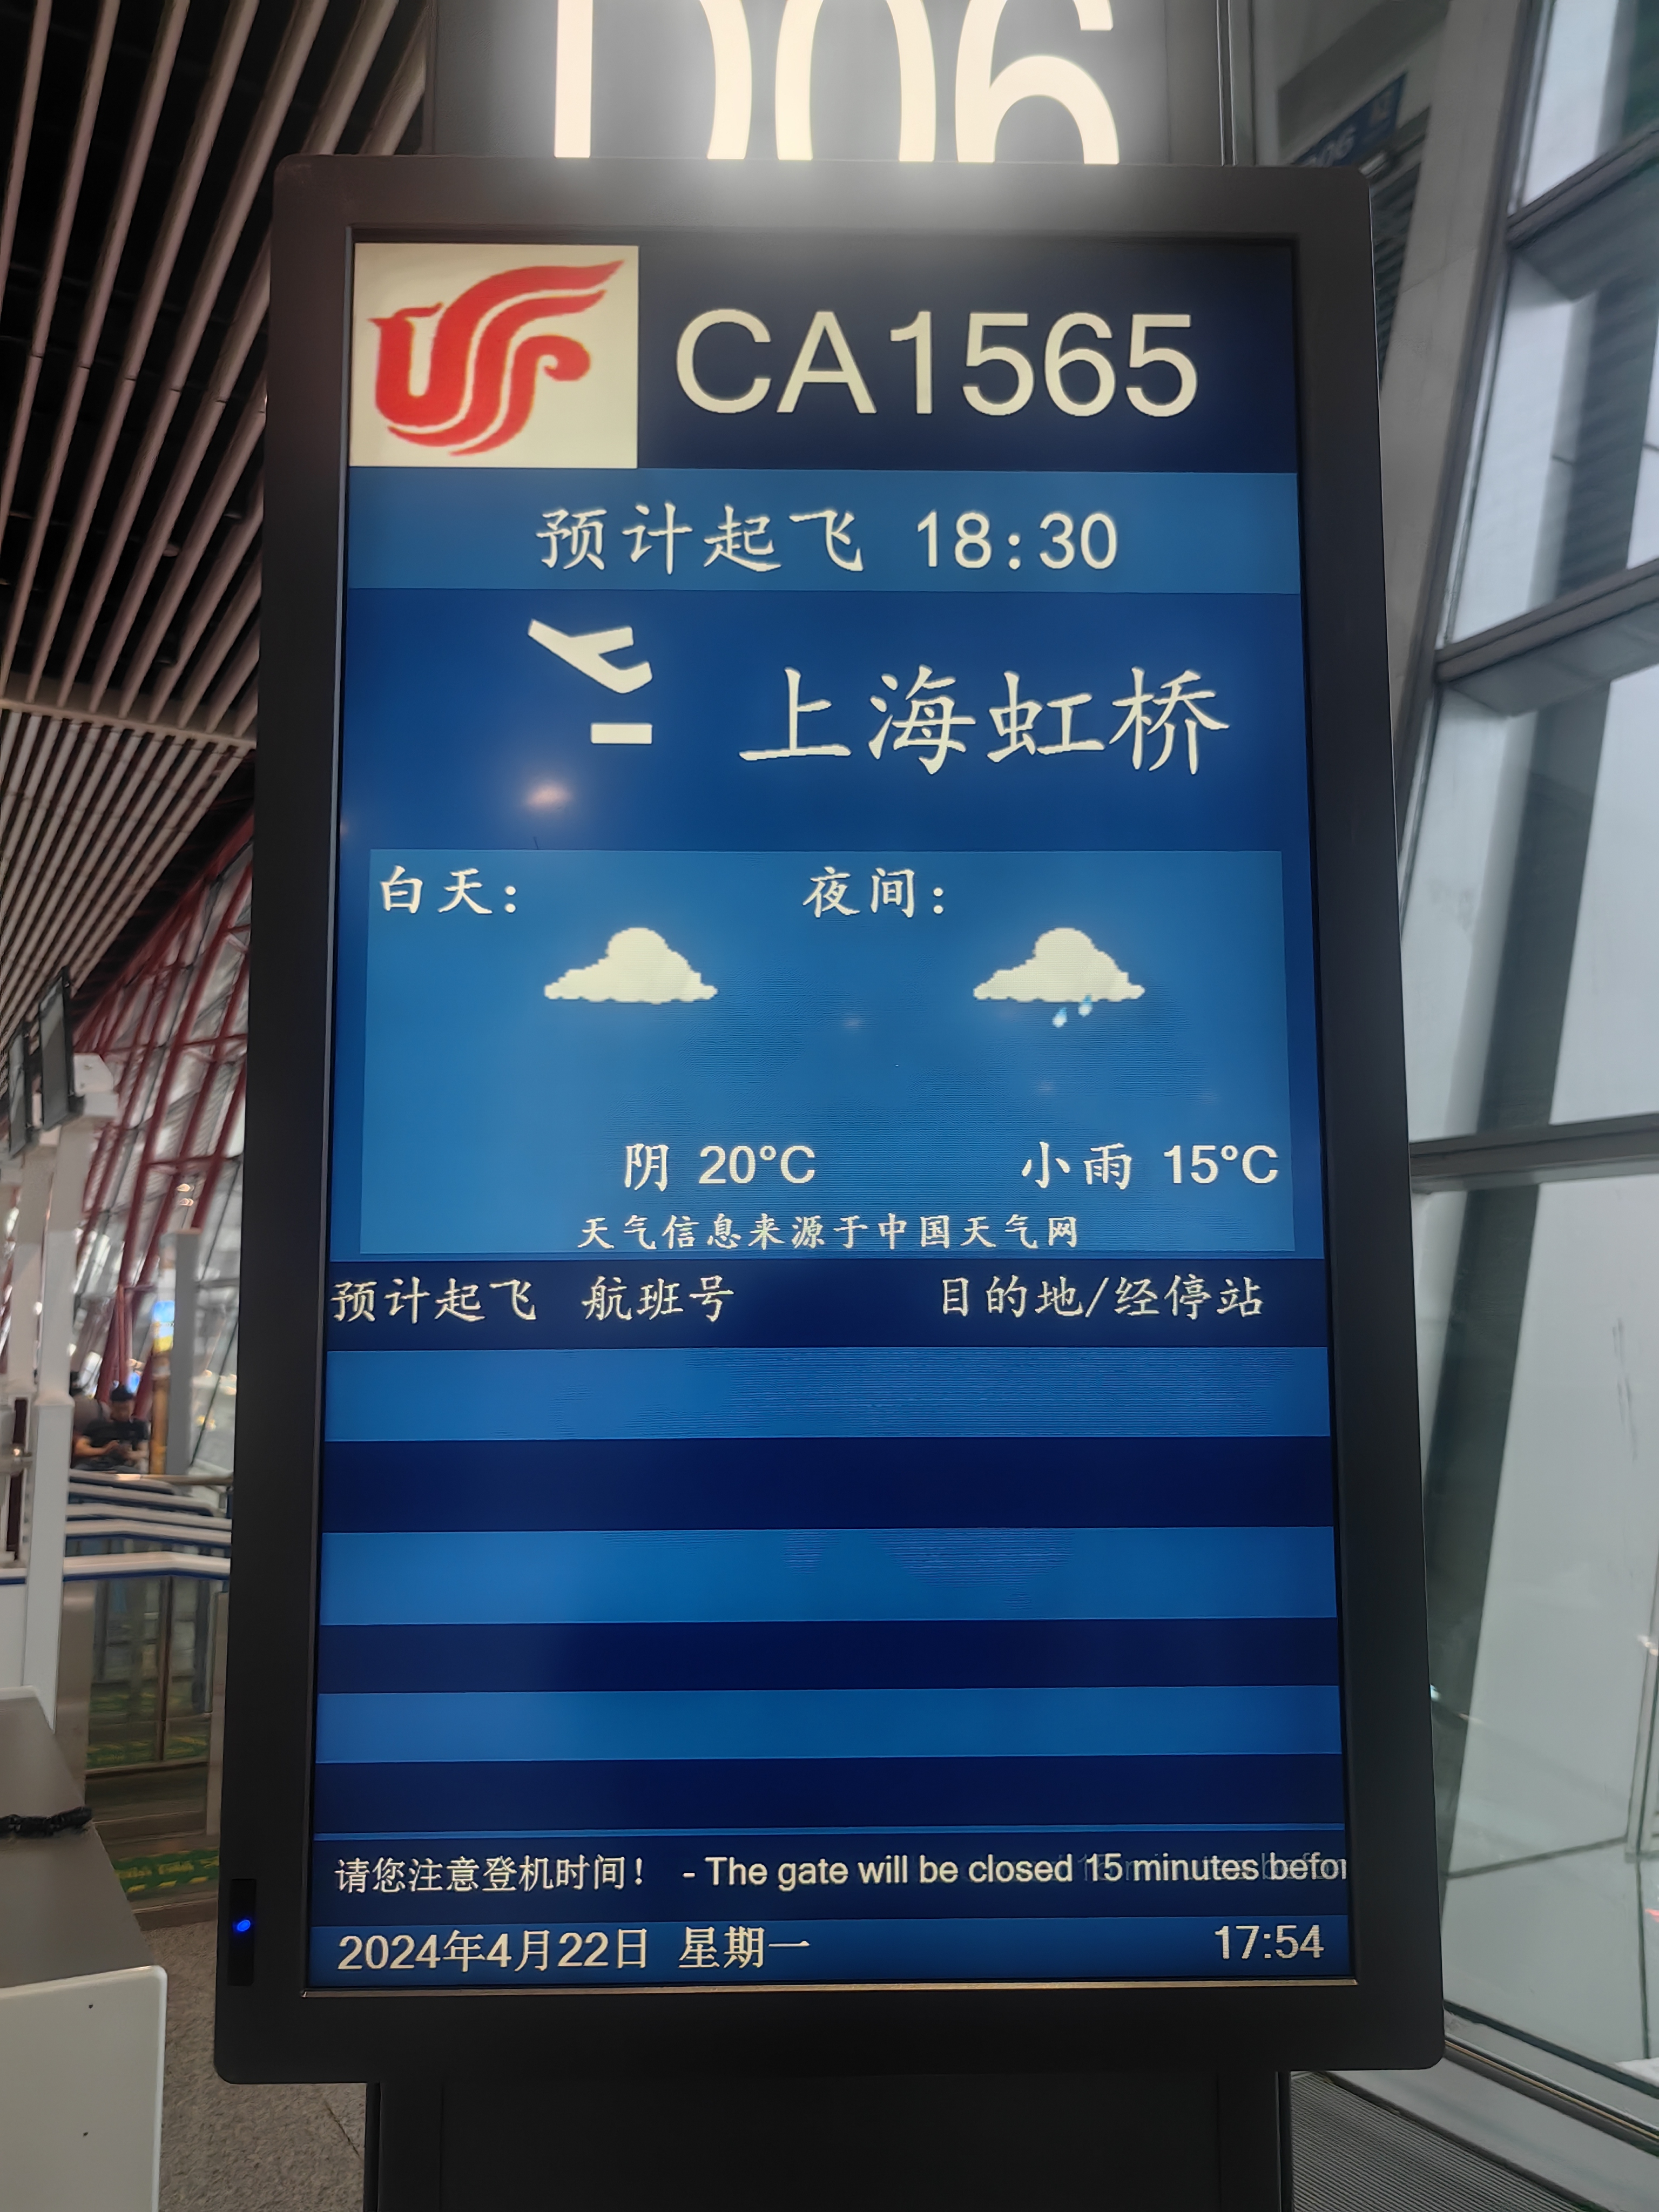 D06
CA1565
预计起飞 18:30
上海虹桥
白天: 夜间:
阴 20°C 小雨 15°C
天气信息来源于中国天气网
预计起飞 航班号 目的地/经停站
请您注意登机时间! - The gate will be closed 15 minutes befor
2024年4月22日 星期一 17:54